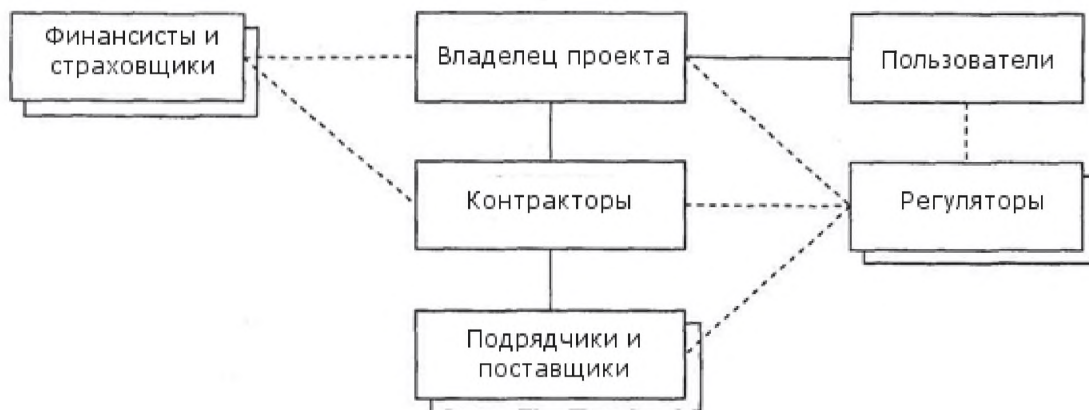 Финансисты и
страховщики
Владелец проекта
Пользователи
Контракторы
Регуляторы
Подрядчики и
поставщики